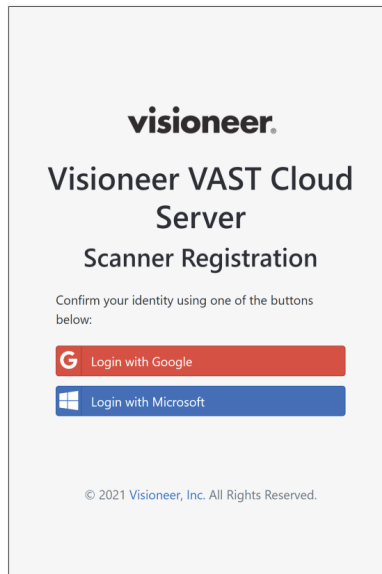 visioneer®
Visioneer VAST Cloud
Server
Scanner Registration
Confirm your identity using one of the buttons
below:
G Login with Google
Login with Microsoft
© 2021 Visioneer, Inc. All Rights Reserved.